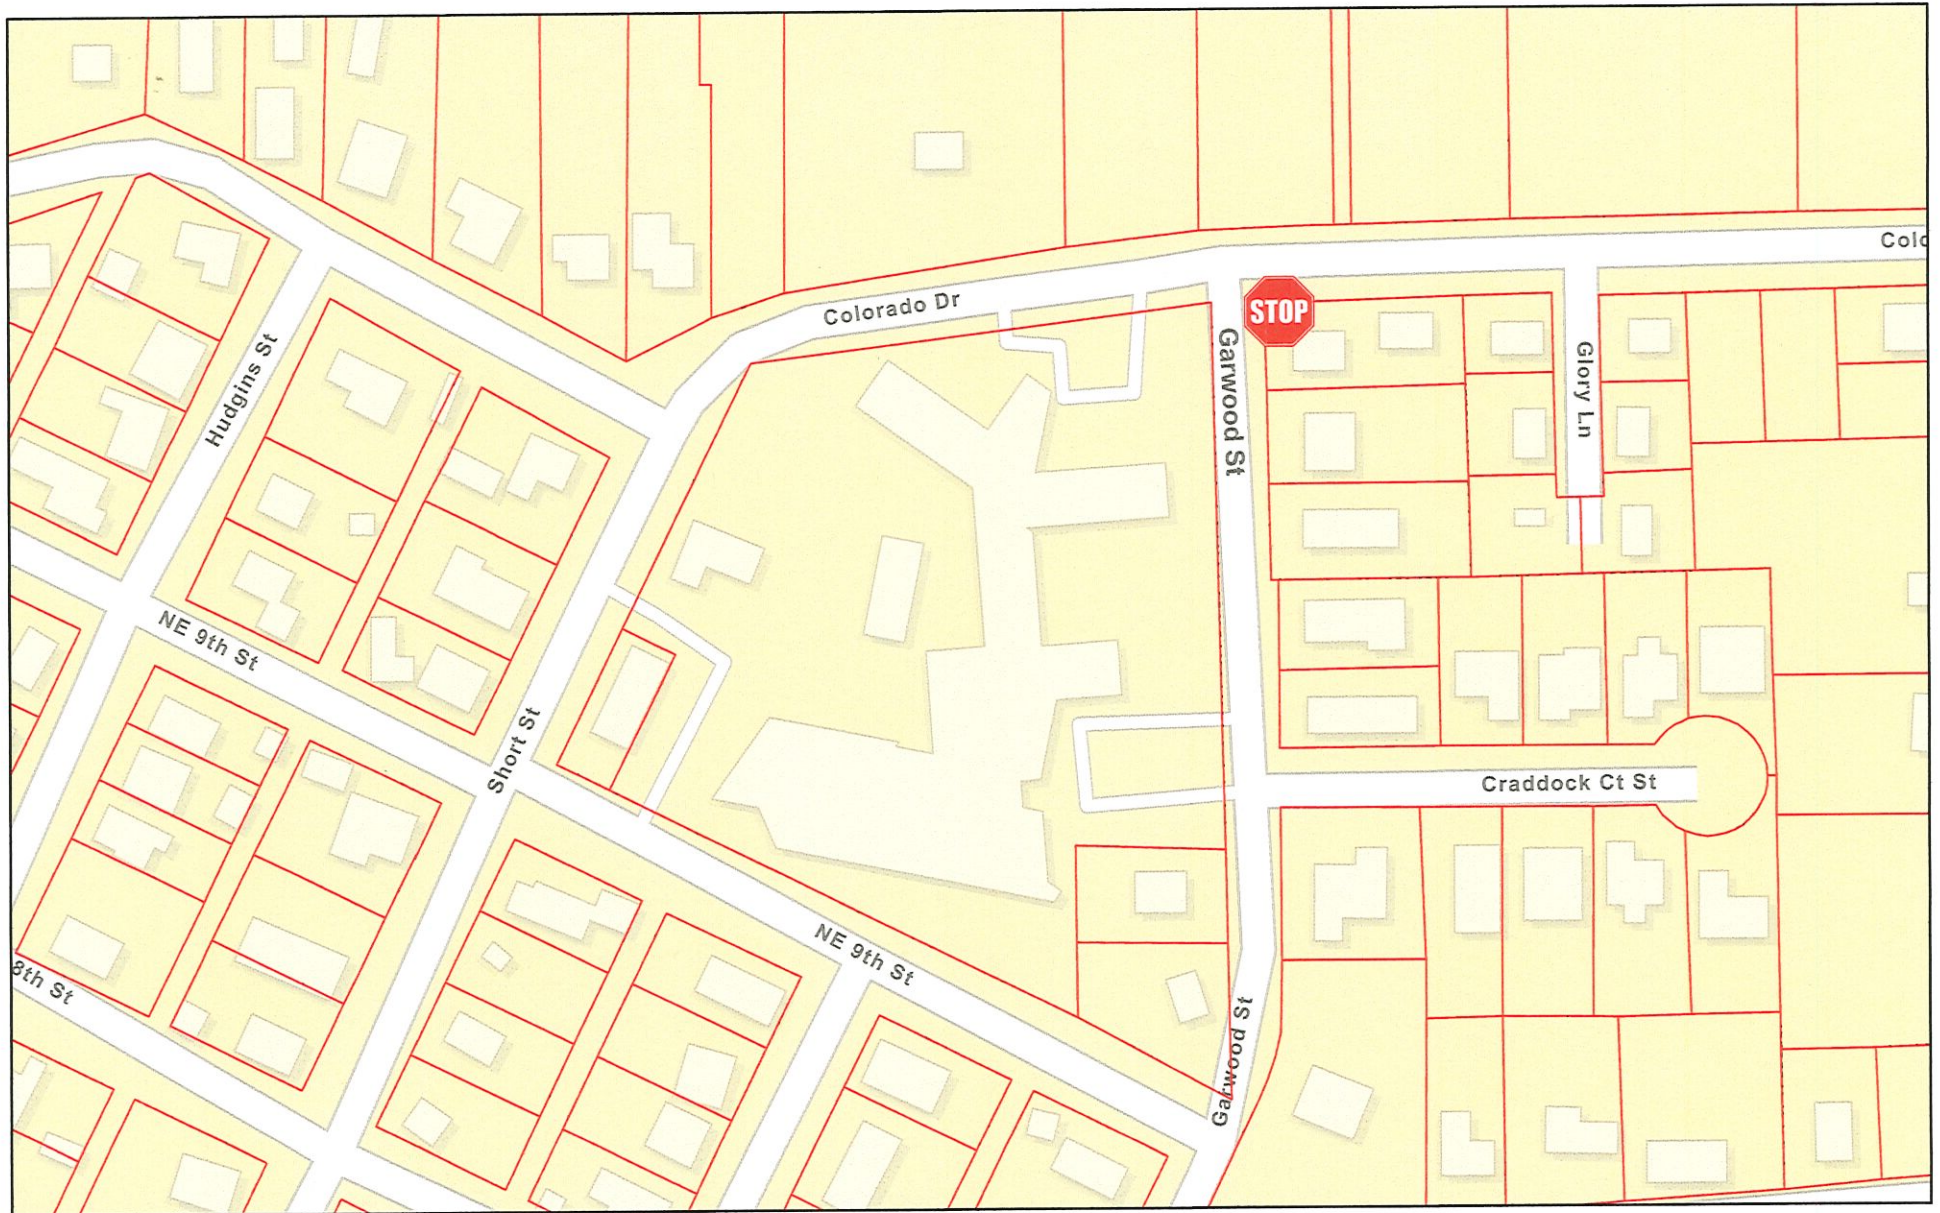 Colo
Colorado Dr
STOP
Garwood St
Glory Ln
Hudgins St
NE 9th St
Short St
Craddock Ct St
NE 9th St
8th St
Garwood St